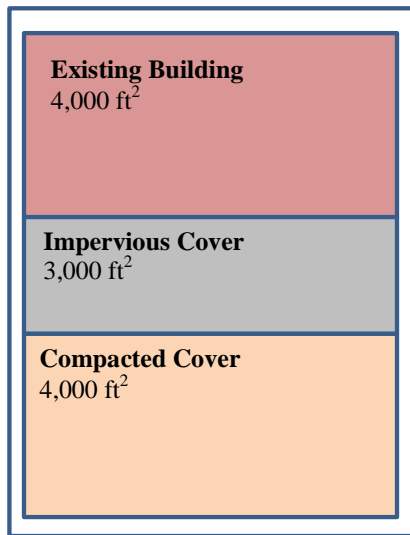 Existing Building
4,000 ft²
Impervious Cover
3,000 ft²
Compacted Cover
4,000 ft²